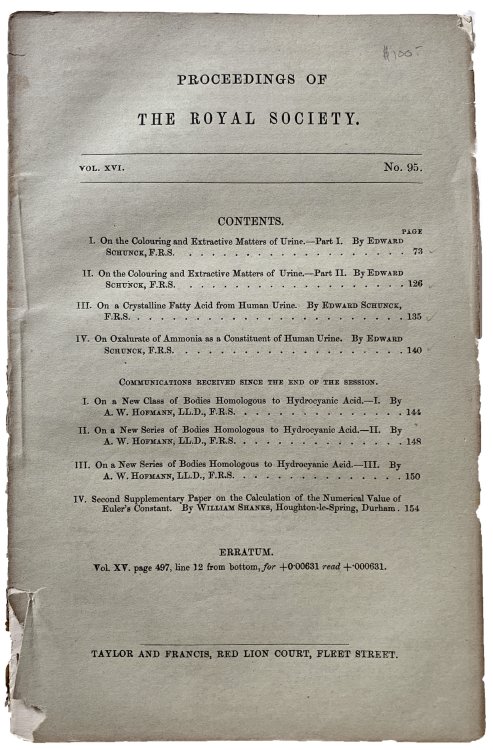 $100-
PROCEEDINGS OF
THE ROYAL SOCIETY.
VOL. XVI. No. 95.
CONTENTS.
PAGE
I. On the Colouring and Extractive Matters of Urine.—Part I. By EDWARD
SCHUNCK, F.R.S. . . . . . . . . . . . . . . . . . 73
II. On the Colouring and Extractive Matters of Urine.—Part II. By EDWARD
SCHUNCK, F.R.S. . . . . . . . . . . . . . . . . . 126
III. On a Crystalline Fatty Acid from Human Urine. By EDWARD SCHUNCK,
F.R.S. . . . . . . . . . . . . . . . . . . . . 135
IV. On Oxalurate of Ammonia as a Constituent of Human Urine. By EDWARD
SCHUNCK, F.R.S. . . . . . . . . . . . . . . . . . 140
COMMUNICATIONS RECEIVED SINCE THE END OF THE SESSION.
I. On a New Class of Bodies Homologous to Hydrocyanic Acid.—I. By
A. W. HOFMANN, LL.D., F.R.S. . . . . . . . . . . . . . 144
II. On a New Series of Bodies Homologous to Hydrocyanic Acid.—II. By
A. W. HOFMANN, LL.D., F.R.S. . . . . . . . . . . . . . 148
III. On a New Series of Bodies Homologous to Hydrocyanic Acid.—III. By
A. W. HOFMANN, LL.D., F.R.S. . . . . . . . . . . . . . 150
IV. Second Supplementary Paper on the Calculation of the Numerical Value of
Euler's Constant. By WILLIAM SHANKS, Houghton-le-Spring, Durham . 154
ERRATUM.
Vol. XV. page 497, line 12 from bottom, for +0·00631 read +·000631.
TAYLOR AND FRANCIS, RED LION COURT, FLEET STREET.